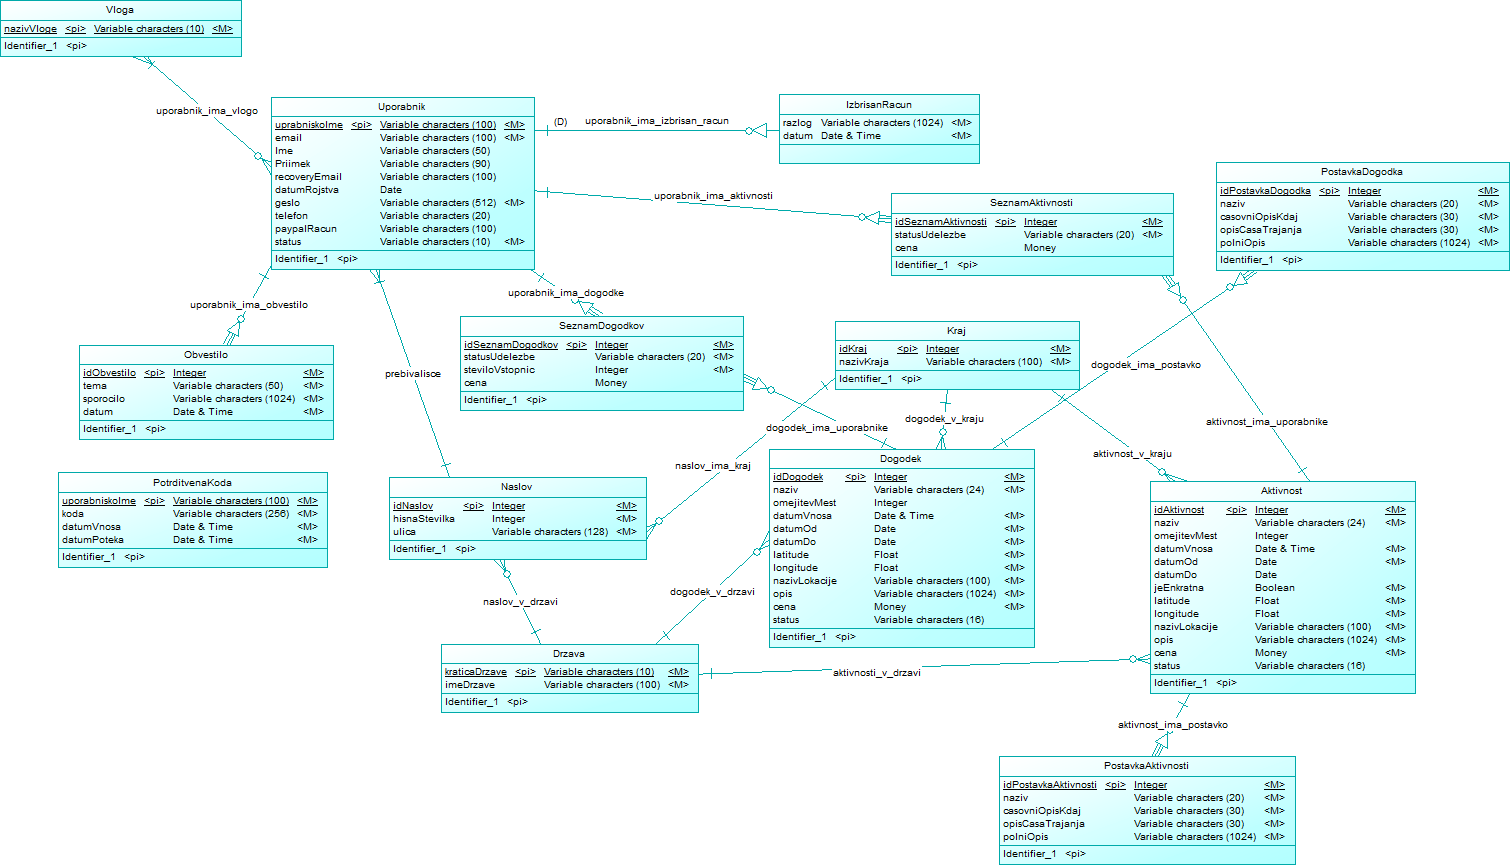 Vloga
nazivVloge <pi> Variable characters (10) <M>
Identifier_1 <pi>
uporabnik_ima_vlogo
Uporabnik
uprabniskoIme <pi> Variable characters (100) <M>
email Variable characters (100) <M>
Ime Variable characters (50)
Priimek Variable characters (90)
recoveryEmail Variable characters (100)
datumRojstva Date
geslo Variable characters (512) <M>
telefon Variable characters (20)
paypalRacun Variable characters (100)
status Variable characters (10) <M>
Identifier_1 <pi>
(D)
uporabnik_ima_izbrisan_racun
IzbrisanRacun
razlog Variable characters (1024) <M>
datum Date & Time <M>
uporabnik_ima_aktivnosti
SeznamAktivnosti
idSeznamAktivnosti <pi> Integer <M>
statusUdelezbe Variable characters (20) <M>
cena Money
Identifier_1 <pi>
PostavkaDogodka
idPostavkaDogodka <pi> Integer <M>
naziv Variable characters (20) <M>
casovniOpisKdaj Variable characters (30) <M>
opisCasaTrajanja Variable characters (30) <M>
polniOpis Variable characters (1024) <M>
Identifier_1 <pi>
uporabnik_ima_obvestilo
uporabnik_ima_dogodke
Obvestilo
idObvestilo <pi> Integer <M>
tema Variable characters (50) <M>
sporocilo Variable characters (1024) <M>
datum Date & Time <M>
Identifier_1 <pi>
prebivalisce
SeznamDogodkov
idSeznamDogodkov <pi> Integer <M>
statusUdelezbe Variable characters (20) <M>
steviloVstopnic Integer <M>
cena Money
Identifier_1 <pi>
Kraj
idKraj <pi> Integer <M>
nazivKraja Variable characters (100) <M>
Identifier_1 <pi>
dogodek_ima_postavko
dogodek_v_kraju
dogodek_ima_uporabnike
aktivnost_ima_uporabnike
aktivnost_v_kraju
naslov_ima_kraj
PotrditvenaKoda
uporabniskoIme <pi> Variable characters (100) <M>
koda Variable characters (256) <M>
datumVnosa Date & Time <M>
datumPoteka Date & Time <M>
Identifier_1 <pi>
Naslov
idNaslov <pi> Integer <M>
hisnaStevilka Integer <M>
ulica Variable characters (128) <M>
Identifier_1 <pi>
Dogodek
idDogodek <pi> Integer <M>
naziv Variable characters (24) <M>
omejitevMest Integer
datumVnosa Date & Time <M>
datumOd Date <M>
datumDo Date <M>
latitude Float <M>
longitude Float <M>
nazivLokacije Variable characters (100) <M>
opis Variable characters (1024) <M>
cena Money <M>
status Variable characters (16)
Identifier_1 <pi>
Aktivnost
idAktivnost <pi> Integer <M>
naziv Variable characters (24) <M>
omejitevMest Integer
datumVnosa Date & Time <M>
datumOd Date <M>
datumDo Date
jeEnkratna Boolean <M>
latitude Float <M>
longitude Float <M>
nazivLokacije Variable characters (100) <M>
opis Variable characters (1024) <M>
cena Money <M>
status Variable characters (16)
Identifier_1 <pi>
naslov_v_drzavi
dogodek_v_drzavi
Drzava
kraticaDrzave <pi> Variable characters (10) <M>
imeDrzave Variable characters (100) <M>
Identifier_1 <pi>
aktivnosti_v_drzavi
aktivnost_ima_postavko
PostavkaAktivnosti
idPostavkaAktivnosti <pi> Integer <M>
naziv Variable characters (20) <M>
casovniOpisKdaj Variable characters (30) <M>
opisCasaTrajanja Variable characters (30) <M>
polniOpis Variable characters (1024) <M>
Identifier_1 <pi>